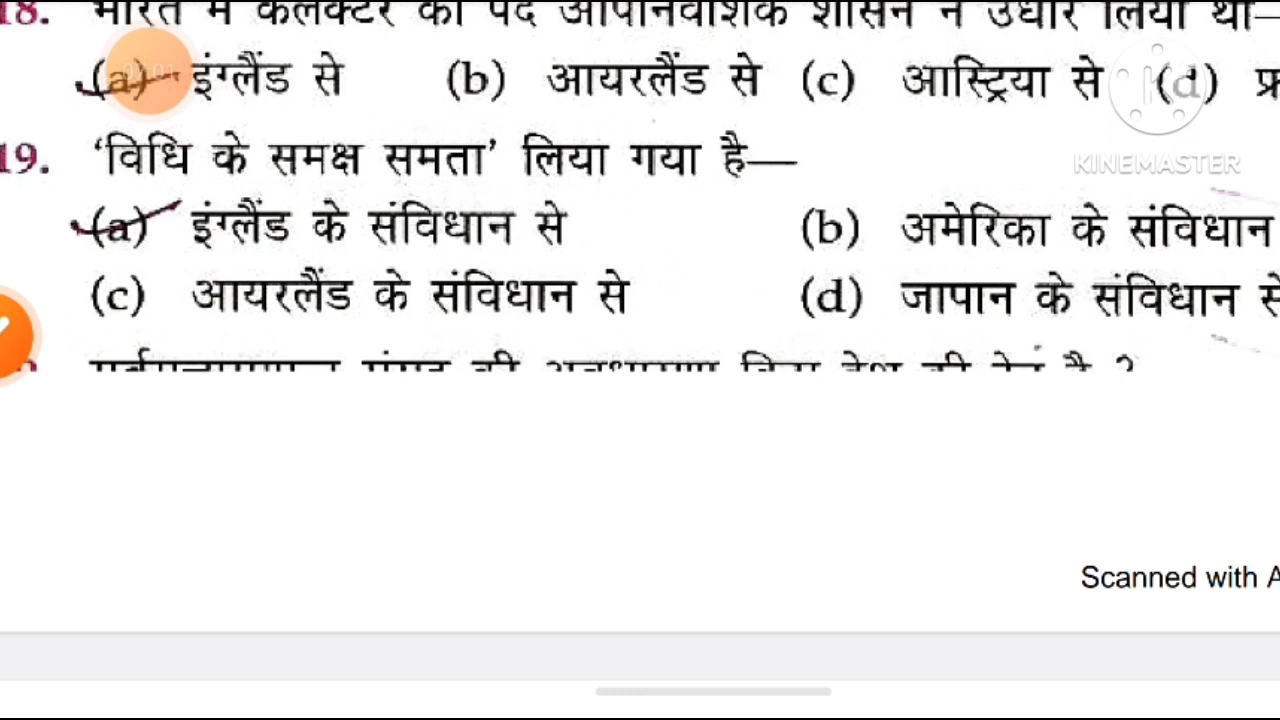 18. भारत में कलेक्टर का पद औपनिवेशिक शासन ने उधार लिया था—
(a) इंग्लैंड से (b) आयरलैंड से (c) आस्ट्रिया से (d)
KINEMASTER
19. ‘विधि के समक्ष समता’ लिया गया है—
(a) इंग्लैंड के संविधान से (b) अमेरिका के संविधान
(c) आयरलैंड के संविधान से (d) जापान के संविधान से
Scanned with